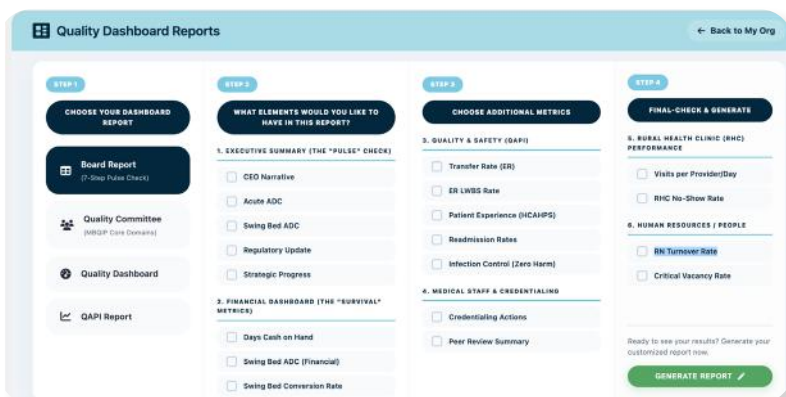 Quality Dashboard Reports
← Back to My Org
STEP 1
CHOOSE YOUR DASHBOARD
REPORT
Board Report
(7-Step Pulse Check)
Quality Committee
(MBQIP Core Domains)
Quality Dashboard
QAPI Report
STEP 2
WHAT ELEMENTS WOULD YOU LIKE TO
HAVE IN THIS REPORT?
1. EXECUTIVE SUMMARY (THE "PULSE" CHECK)
CEO Narrative
Acute ADC
Swing Bed ADC
Regulatory Update
Strategic Progress
2. FINANCIAL DASHBOARD (THE "SURVIVAL"
METRICS)
Days Cash on Hand
Swing Bed ADC (Financial)
Swing Bed Conversion Rate
STEP 3
CHOOSE ADDITIONAL METRICS
3. QUALITY & SAFETY (QAPI)
Transfer Rate (ER)
ER LWBS Rate
Patient Experience (HCAHPS)
Readmission Rates
Infection Control (Zero Harm)
4. MEDICAL STAFF & CREDENTIALING
Credentialing Actions
Peer Review Summary
STEP 4
FINAL-CHECK & GENERATE
5. RURAL HEALTH CLINIC (RHC)
PERFORMANCE
Visits per Provider/Day
RHC No-Show Rate
6. HUMAN RESOURCES / PEOPLE
RN Turnover Rate
Critical Vacancy Rate
Ready to see your results? Generate your
customized report now.
GENERATE REPORT